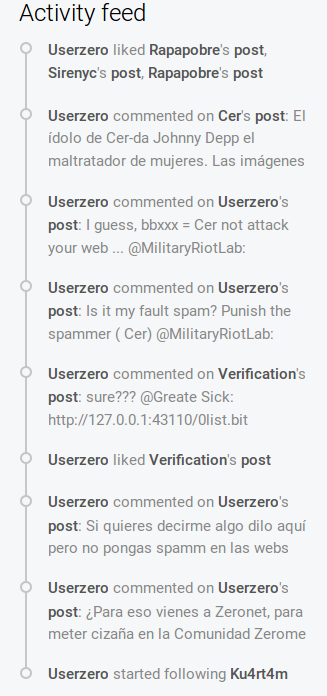 Activity feed
Userzero liked Rapapobre's post,
Sirenyc's post, Rapapobre's post
Userzero commented on Cer's post: El
ídolo de Cer-da Johnny Depp el
maltratador de mujeres. Las imágenes
Userzero commented on Userzero's
post: I guess, bbxxx = Cer not attack
your web ... @MilitaryRiotLab:
Userzero commented on Userzero's
post: Is it my fault spam? Punish the
spammer ( Cer) @MilitaryRiotLab:
Userzero commented on Verification's
post: sure??? @Greate Sick:
http://127.0.0.1:43110/0list.bit
Userzero liked Verification's post
Userzero commented on Userzero's
post: Si quieres decirme algo dilo aquí
pero no pongas spamm en las webs
Userzero commented on Userzero's
post: ¿Para eso vienes a Zeronet, para
meter cizaña en la Comunidad Zerome
Userzero started following Ku4rt4m